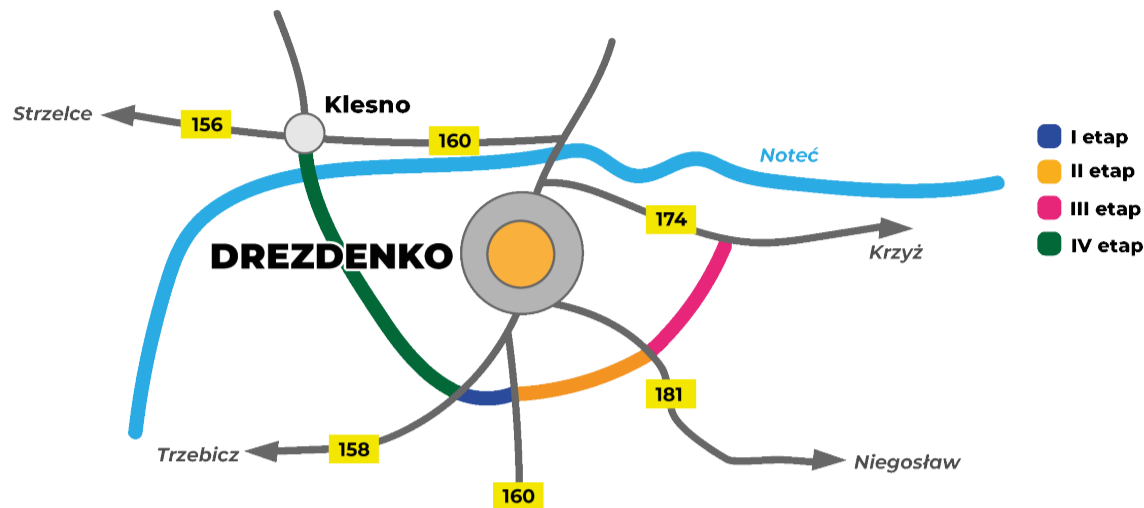 Klesno
Strzelce
156
160
I etap
Noteć
II etap
III etap
174
DREZDENKO
IV etap
Krzyż
181
158
Trzebicz
Niegosław
160